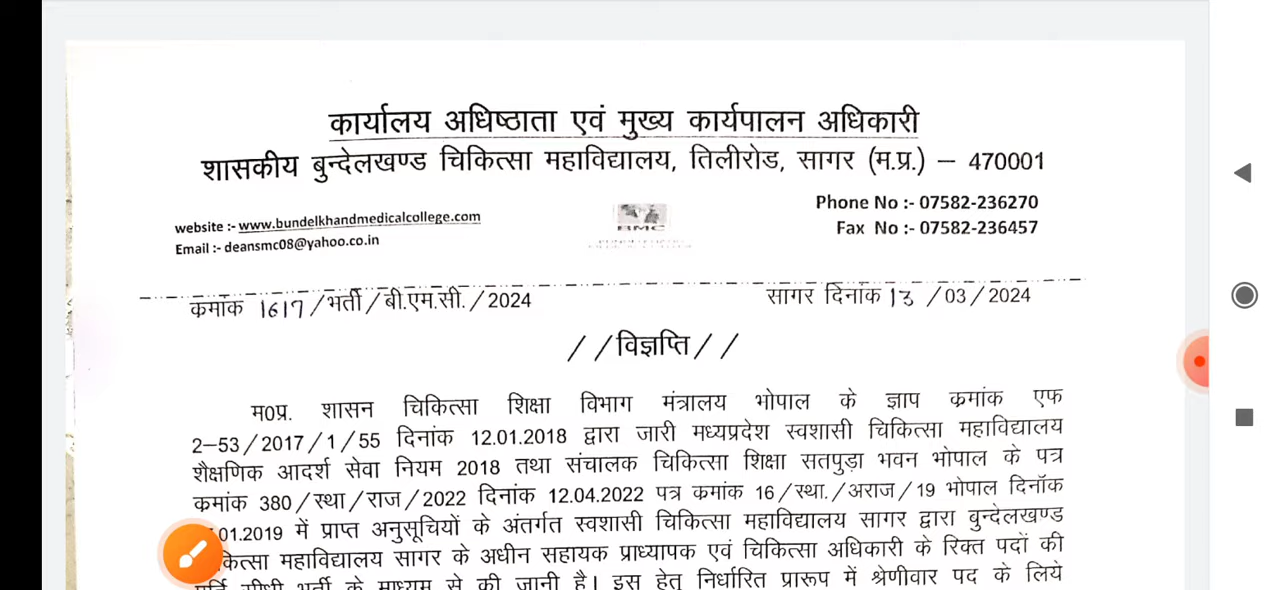 कार्यालय अधिष्ठाता एवं मुख्य कार्यपालन अधिकारी
शासकीय बुन्देलखण्ड चिकित्सा महाविद्यालय, तिलीरोड, सागर (म.प्र.) – 470001
website :- www.bundelkhandmedicalcollege.com
Email :- deansmc08@yahoo.co.in
BMC
Phone No :- 07582-236270
Fax No :- 07582-236457
क्रमांक 1617/भर्ती/बी.एम.सी./2024
सागर दिनांक 13/03/2024
//विज्ञप्ति//
म0प्र. शासन चिकित्सा शिक्षा विभाग मंत्रालय भोपाल के ज्ञाप क्रमांक एफ
2–53/2017/1/55 दिनांक 12.01.2018 द्वारा जारी मध्यप्रदेश स्वशासी चिकित्सा महाविद्यालय
शैक्षणिक आदर्श सेवा नियम 2018 तथा संचालक चिकित्सा शिक्षा सतपुड़ा भवन भोपाल के पत्र
क्रमांक 380/स्था/राज/2022 दिनांक 12.04.2022 पत्र क्रमांक 16/स्था./अराज/19 भोपाल दिनॉक
01.2019 में प्राप्त अनुसूचियों के अंतर्गत स्वशासी चिकित्सा महाविद्यालय सागर द्वारा बुन्देलखण्ड
महाविद्यालय सागर के अधीन सहायक प्राध्यापक एवं चिकित्सा अधिकारी के रिक्त पदों की
भर्ती के माध्यम से की जानी है। इस हेतु निर्धारित प्रारूप में श्रेणीवार पद के लिये